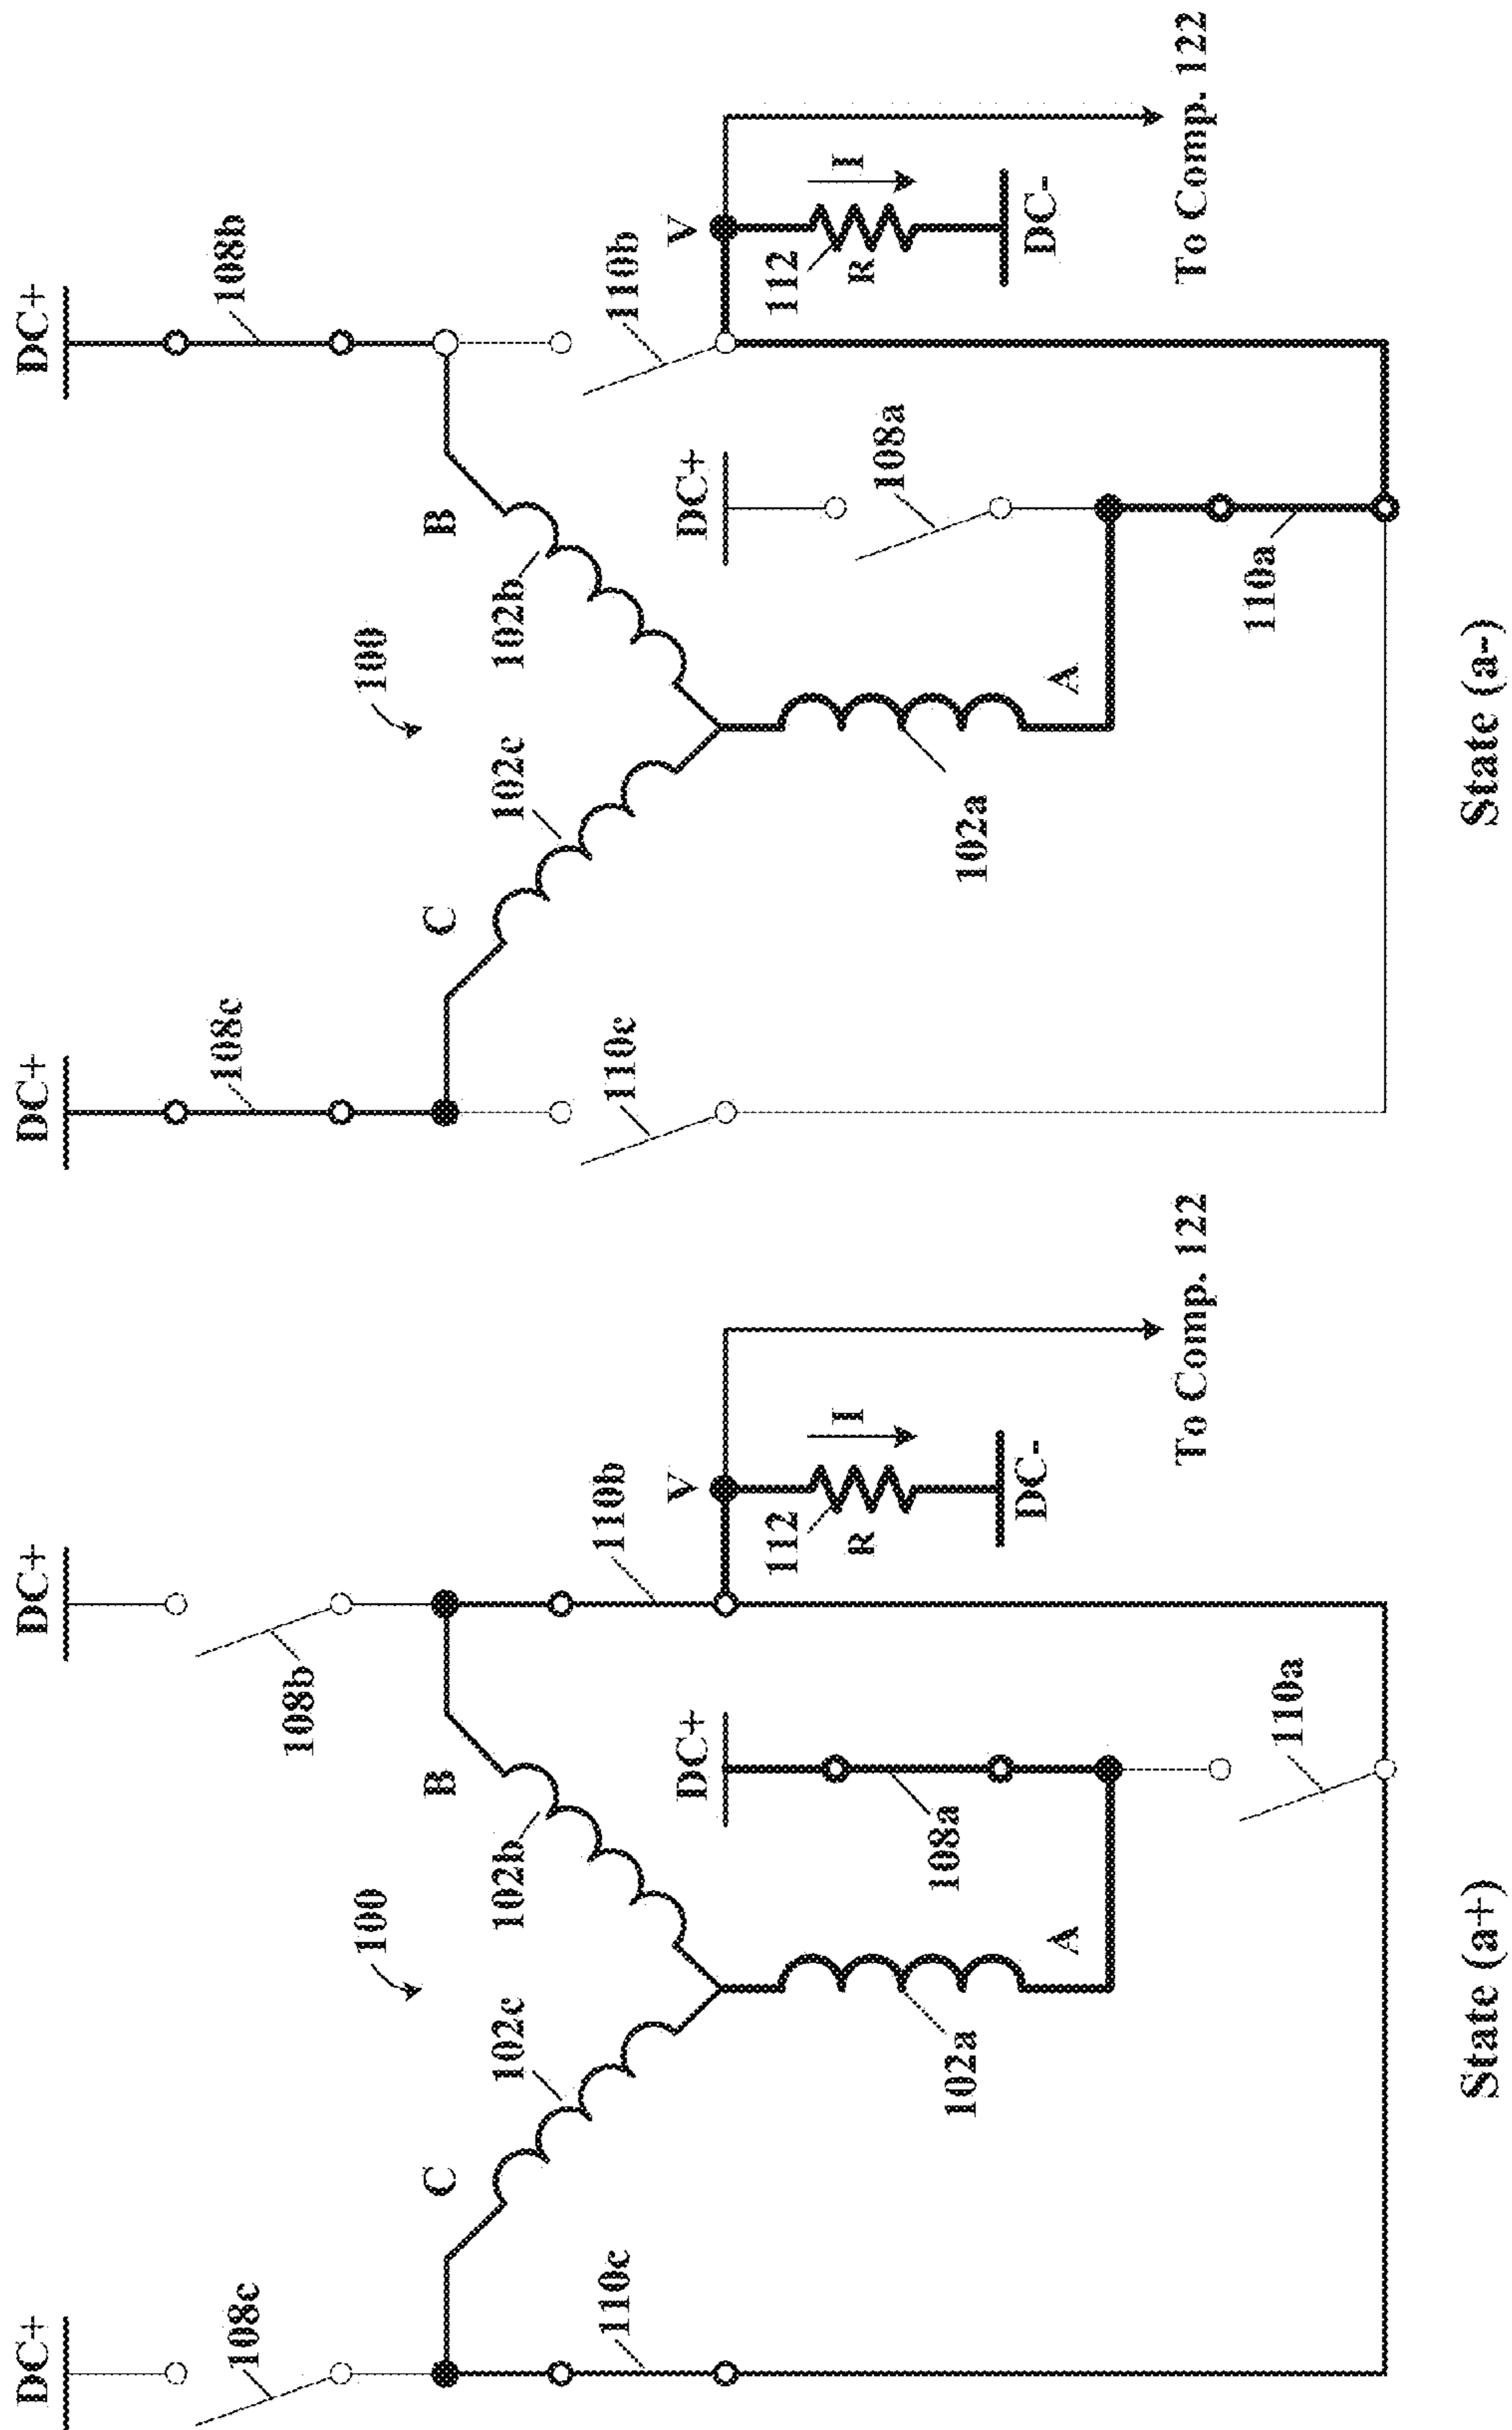 DC+
DC+
108c
108b
100
C
B
102c
102b
110c
110b
DC+
V
112
R
I
DC-
108a
102a
A
110a
To Comp. 122
State (a+)
DC+
DC+
108c
108b
100
C
B
102c
102b
110c
110b
DC+
V
112
R
I
DC-
108a
102a
A
110a
To Comp. 122
State (a-)